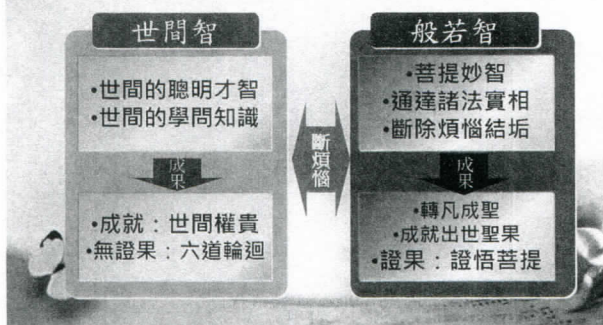 世間智
•世間的聰明才智
•世間的學問知識
成果
•成就：世間權貴
•無證果：六道輪迴
斷煩惱
般若智
•菩提妙智
•通達諸法實相
•斷除煩惱結垢
成果
•轉凡成聖
•成就出世聖果
•證果：證悟菩提